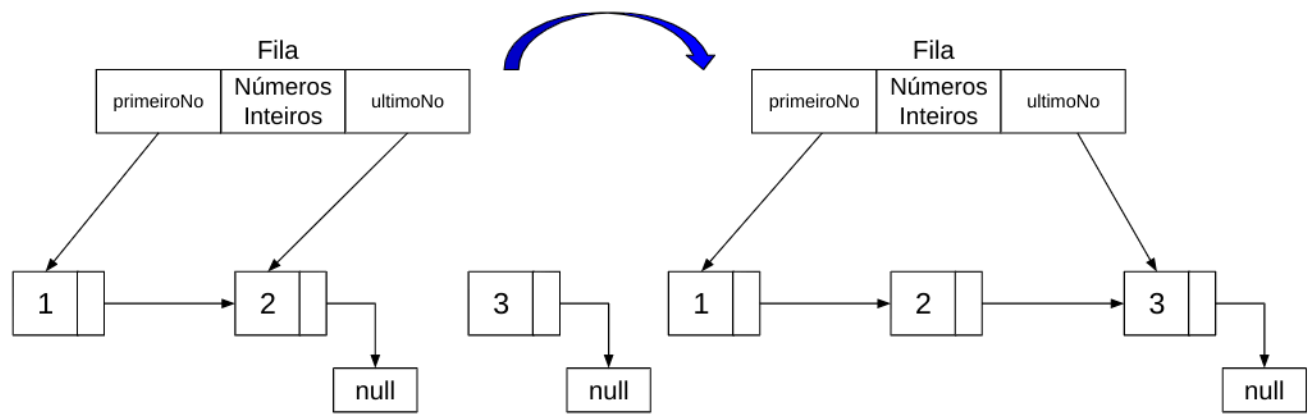 Fila
primeiroNo
Números
Inteiros
ultimoNo
1
2
null
3
null
Fila
primeiroNo
Números
Inteiros
ultimoNo
1
2
3
null